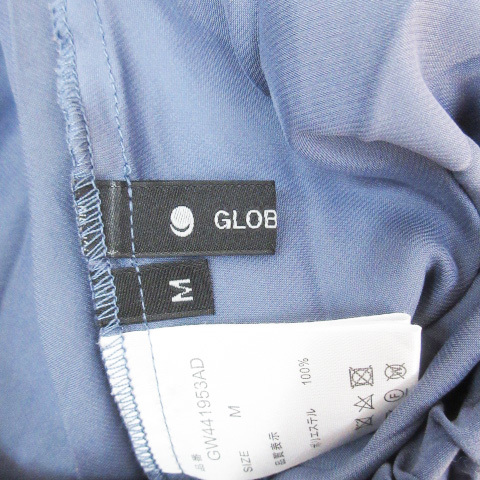 GLOB
M
品番 GW441953AD
SIZE M
品質表示
ポリエステル 100%